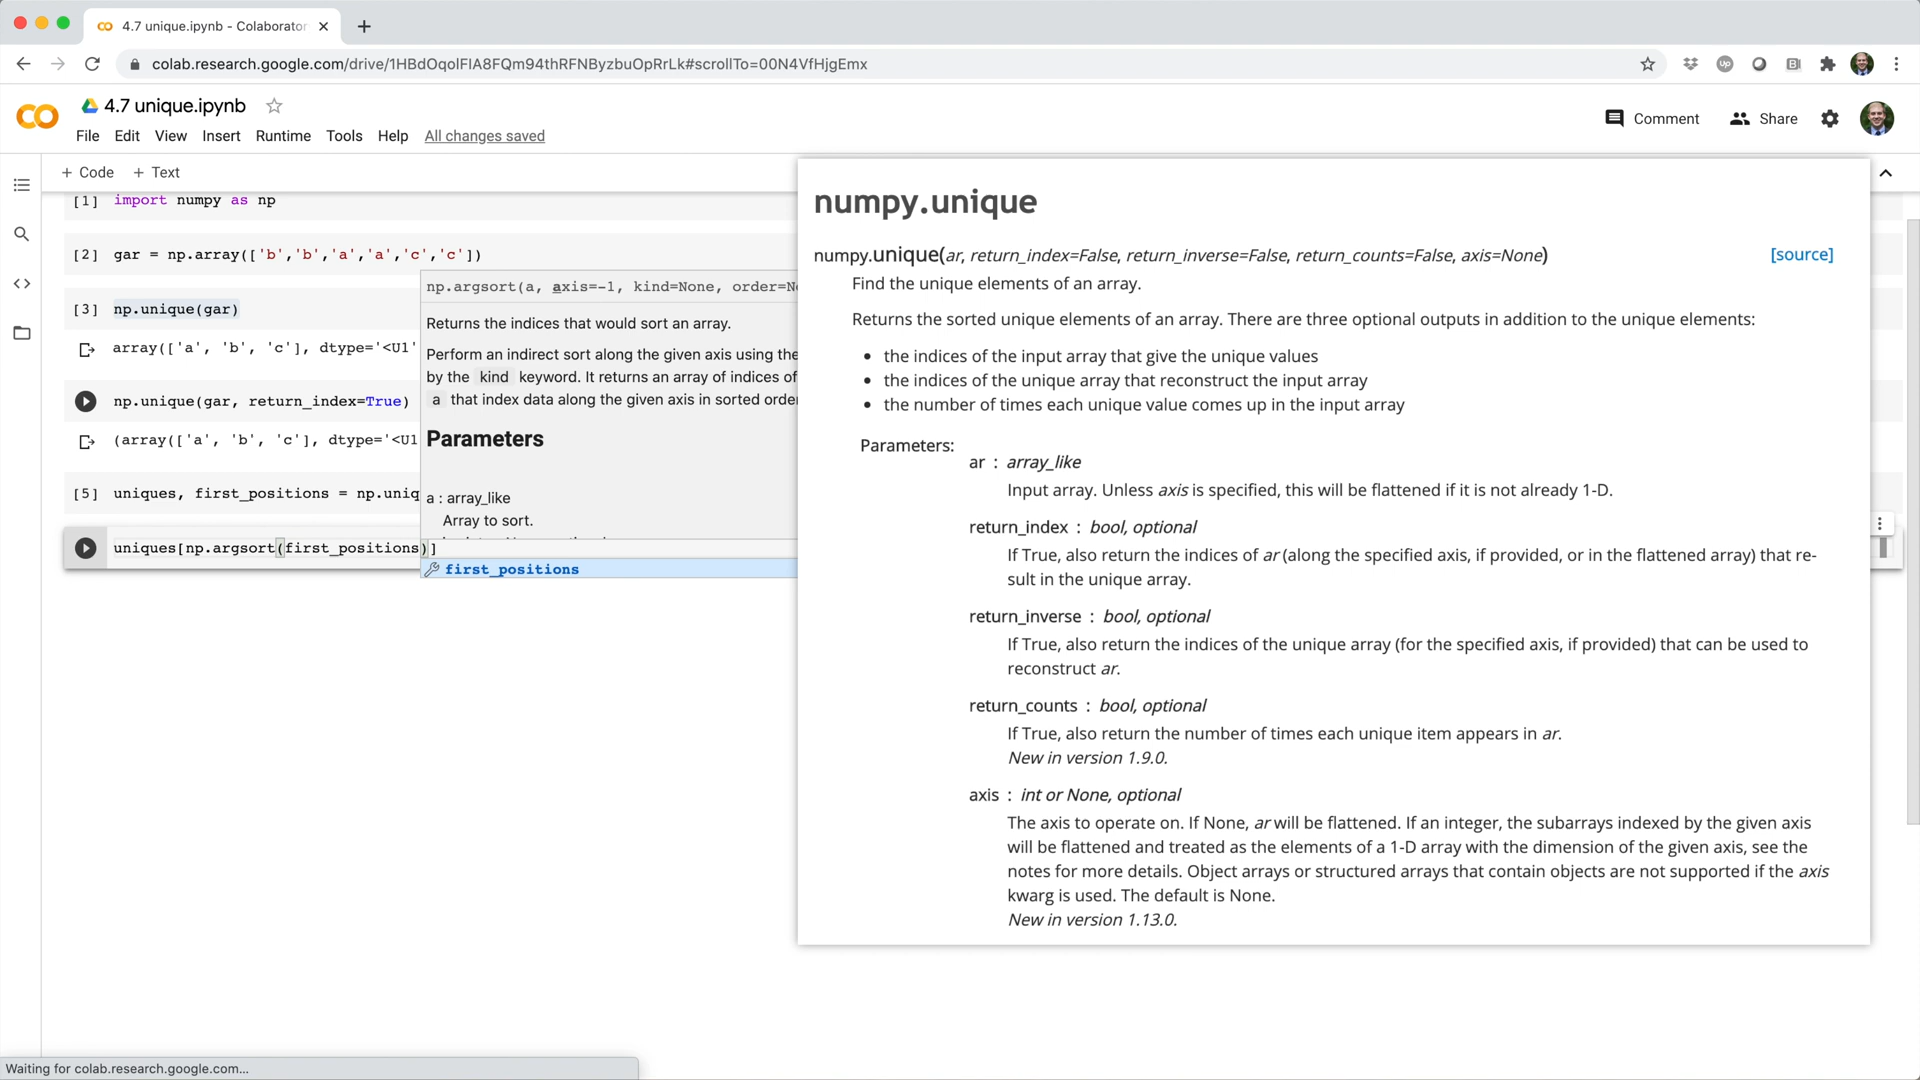 4.7 unique.ipynb - Colaborator
colab.research.google.com/drive/1HBdOqolFIA8FQm94thRFNByzbuOpRrLk#scrollTo=00N4VfHjgEmx
4.7 unique.ipynb
File Edit View Insert Runtime Tools Help All changes saved
Comment Share
+ Code + Text
[1] import numpy as np
[2] gar = np.array(['b','b','a','a','c','c'])
[3] np.unique(gar)
array(['a', 'b', 'c'], dtype='<U1'
np.unique(gar, return_index=True)
(array(['a', 'b', 'c'], dtype='<U1
[5] uniques, first_positions = np.uniq
uniques[np.argsort(first_positions)]
np.argsort(a, axis=-1, kind=None, order=No
Returns the indices that would sort an array.
Perform an indirect sort along the given axis using the
by the kind keyword. It returns an array of indices of
a that index data along the given axis in sorted order
Parameters
a : array_like
Array to sort.
first_positions
numpy.unique
numpy.unique(ar, return_index=False, return_inverse=False, return_counts=False, axis=None) [source]
Find the unique elements of an array.
Returns the sorted unique elements of an array. There are three optional outputs in addition to the unique elements:
• the indices of the input array that give the unique values
• the indices of the unique array that reconstruct the input array
• the number of times each unique value comes up in the input array
Parameters:
ar : array_like
Input array. Unless axis is specified, this will be flattened if it is not already 1-D.
return_index : bool, optional
If True, also return the indices of ar (along the specified axis, if provided, or in the flattened array) that re-
sult in the unique array.
return_inverse : bool, optional
If True, also return the indices of the unique array (for the specified axis, if provided) that can be used to
reconstruct ar.
return_counts : bool, optional
If True, also return the number of times each unique item appears in ar.
New in version 1.9.0.
axis : int or None, optional
The axis to operate on. If None, ar will be flattened. If an integer, the subarrays indexed by the given axis
will be flattened and treated as the elements of a 1-D array with the dimension of the given axis, see the
notes for more details. Object arrays or structured arrays that contain objects are not supported if the axis
kwarg is used. The default is None.
New in version 1.13.0.
Waiting for colab.research.google.com...